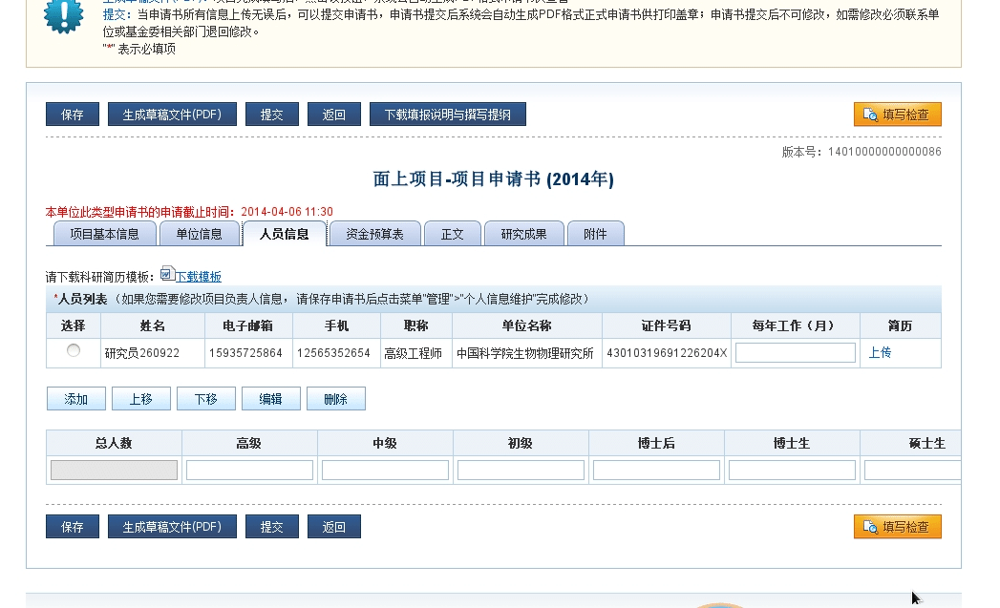 提交：当申请书所有信息上传无误后，可以提交申请书，申请书提交后系统会自动生成PDF格式正式申请书供打印盖章；申请书提交后不可修改，如需修改必须联系单
位或基金委相关部门退回修改。
"*" 表示必填项
保存 生成草稿文件(PDF) 提交 返回 下载填报说明与撰写提纲 填写检查
版本号：14010000000000086
面上项目-项目申请书 (2014年)
本单位此类型申请书的申请截止时间：2014-04-06 11:30
项目基本信息 单位信息 人员信息 资金预算表 正文 研究成果 附件
请下载科研简历模板：下载模板
*人员列表（如果您需要修改项目负责人信息，请保存申请书后点击菜单"管理">"个人信息维护"完成修改）
选择 姓名 电子邮箱 手机 职称 单位名称 证件号码 每年工作（月） 简历
研究员260922 15935725864 12565352654 高级工程师 中国科学院生物物理研究所 43010319691226204X 上传
添加 上移 下移 编辑 删除
总人数 高级 中级 初级 博士后 博士生 硕士生
保存 生成草稿文件(PDF) 提交 返回 填写检查